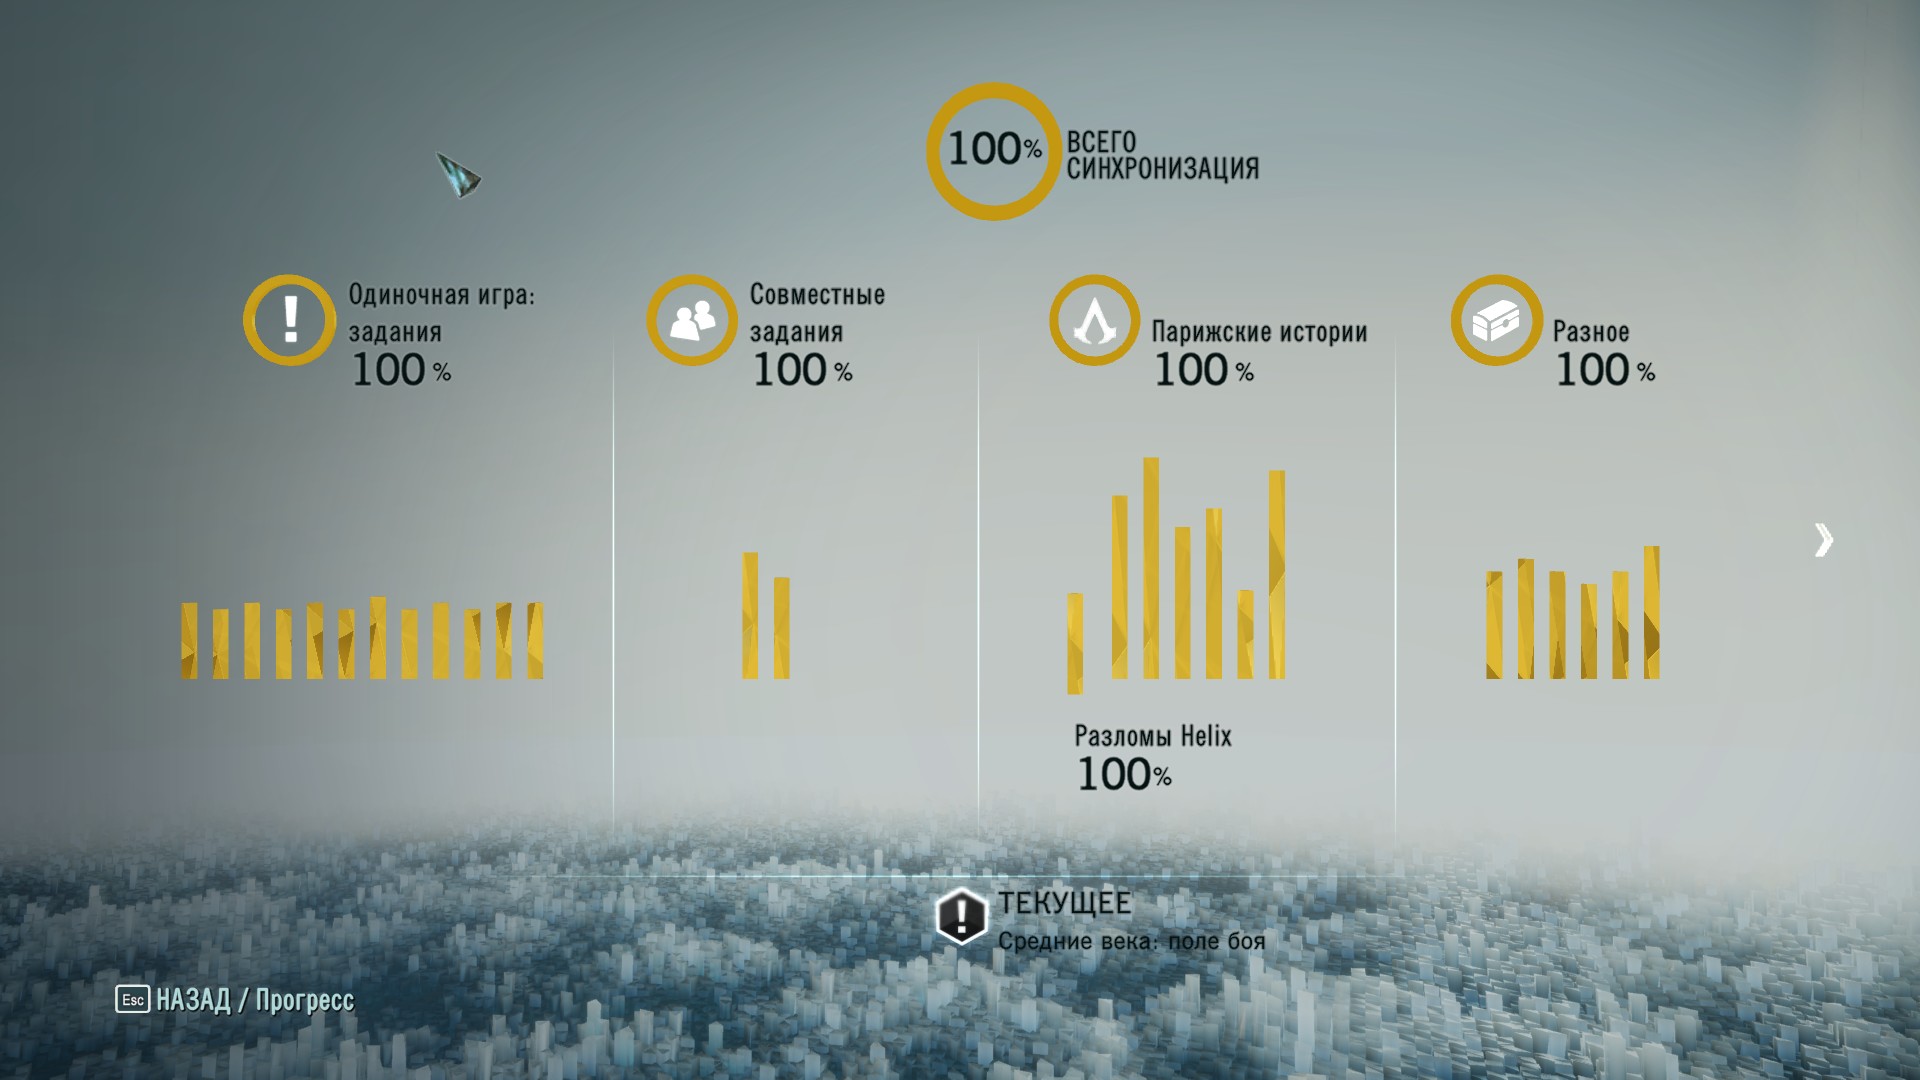 100%
ВСЕГО
СИНХРОНИЗАЦИЯ
Одиночная игра:
задания
100 %
Совместные
задания
100 %
Парижские истории
100 %
Разное
100 %
Разломы Helix
100%
ТЕКУЩЕЕ
Средние века: поле боя
Esc НАЗАД / Прогресс